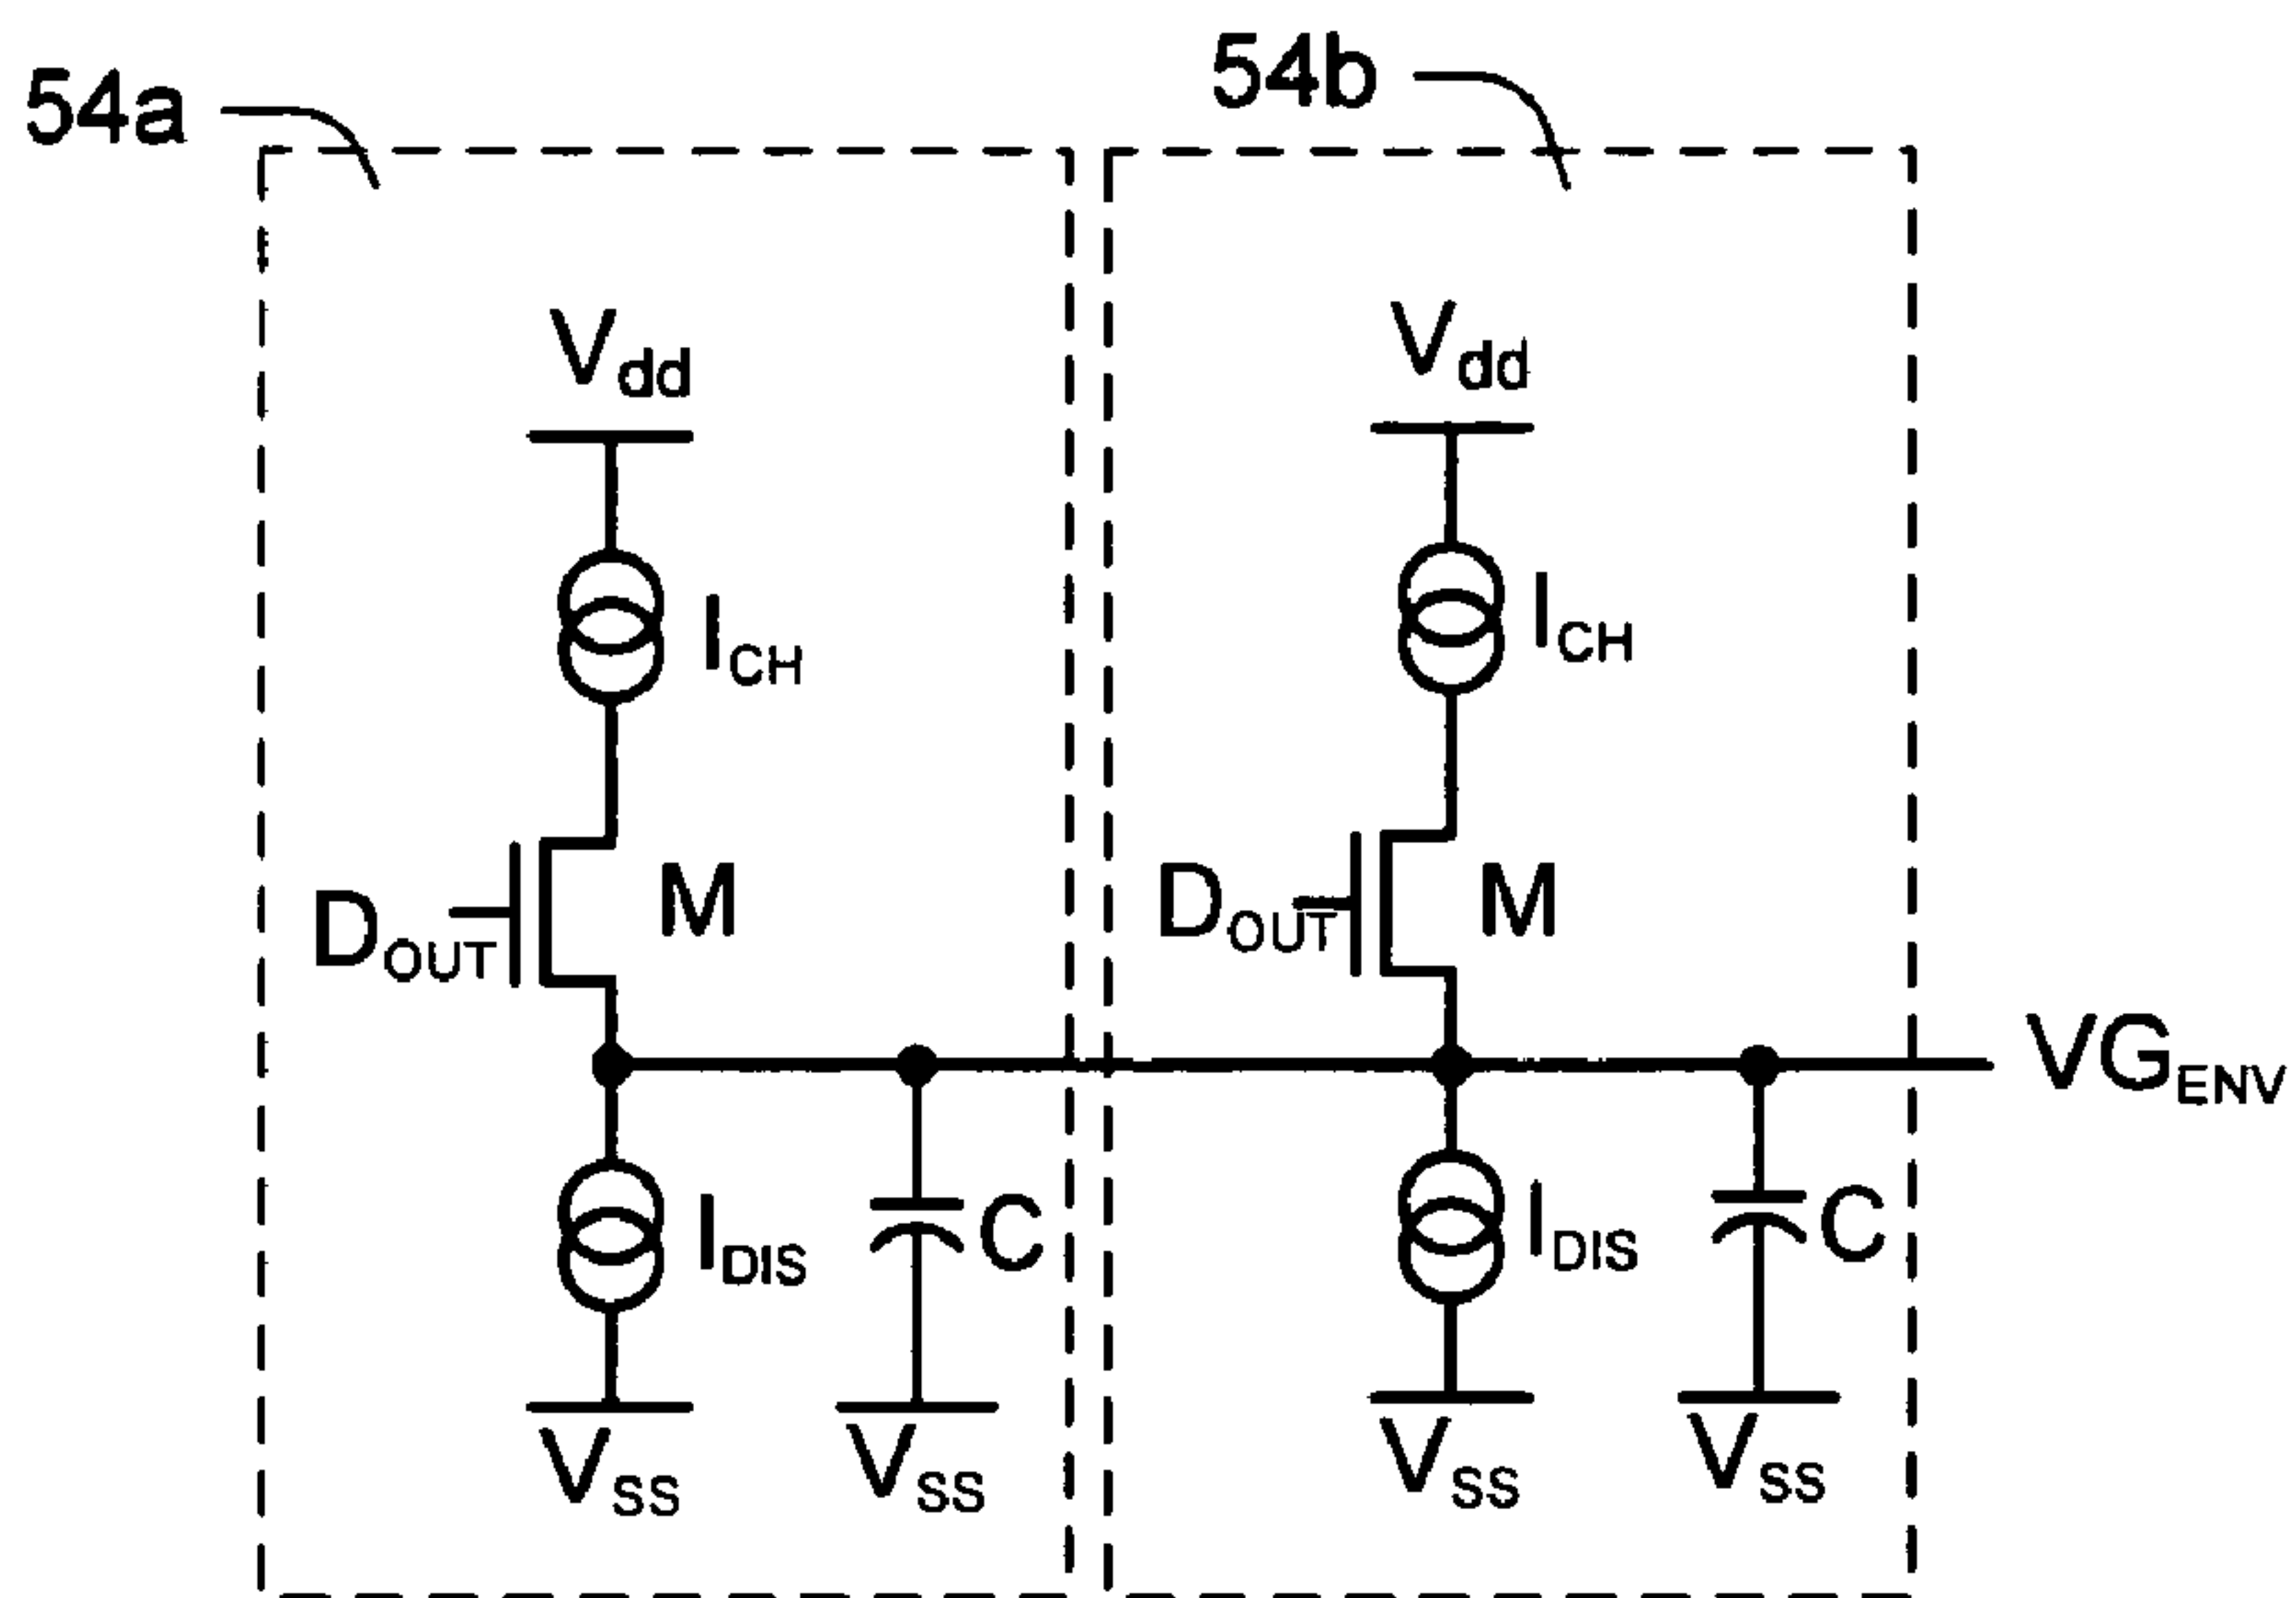 54a
54b
Vdd
Vdd
ICH
ICH
DOUT
M
DOUT
M
VGENV
IDIS
C
IDIS
C
VSS
VSS
VSS
VSS